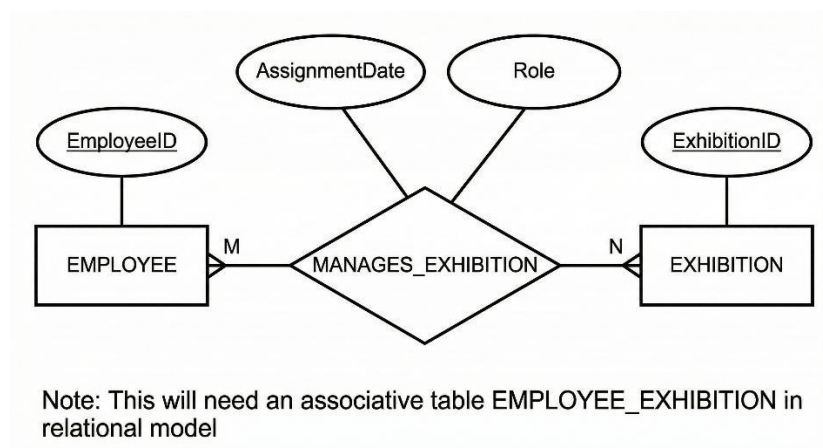 AssignmentDate
Role
EmployeeID
ExhibitionID
EMPLOYEE
M
MANAGES_EXHIBITION
N
EXHIBITION
Note: This will need an associative table EMPLOYEE_EXHIBITION in
relational model